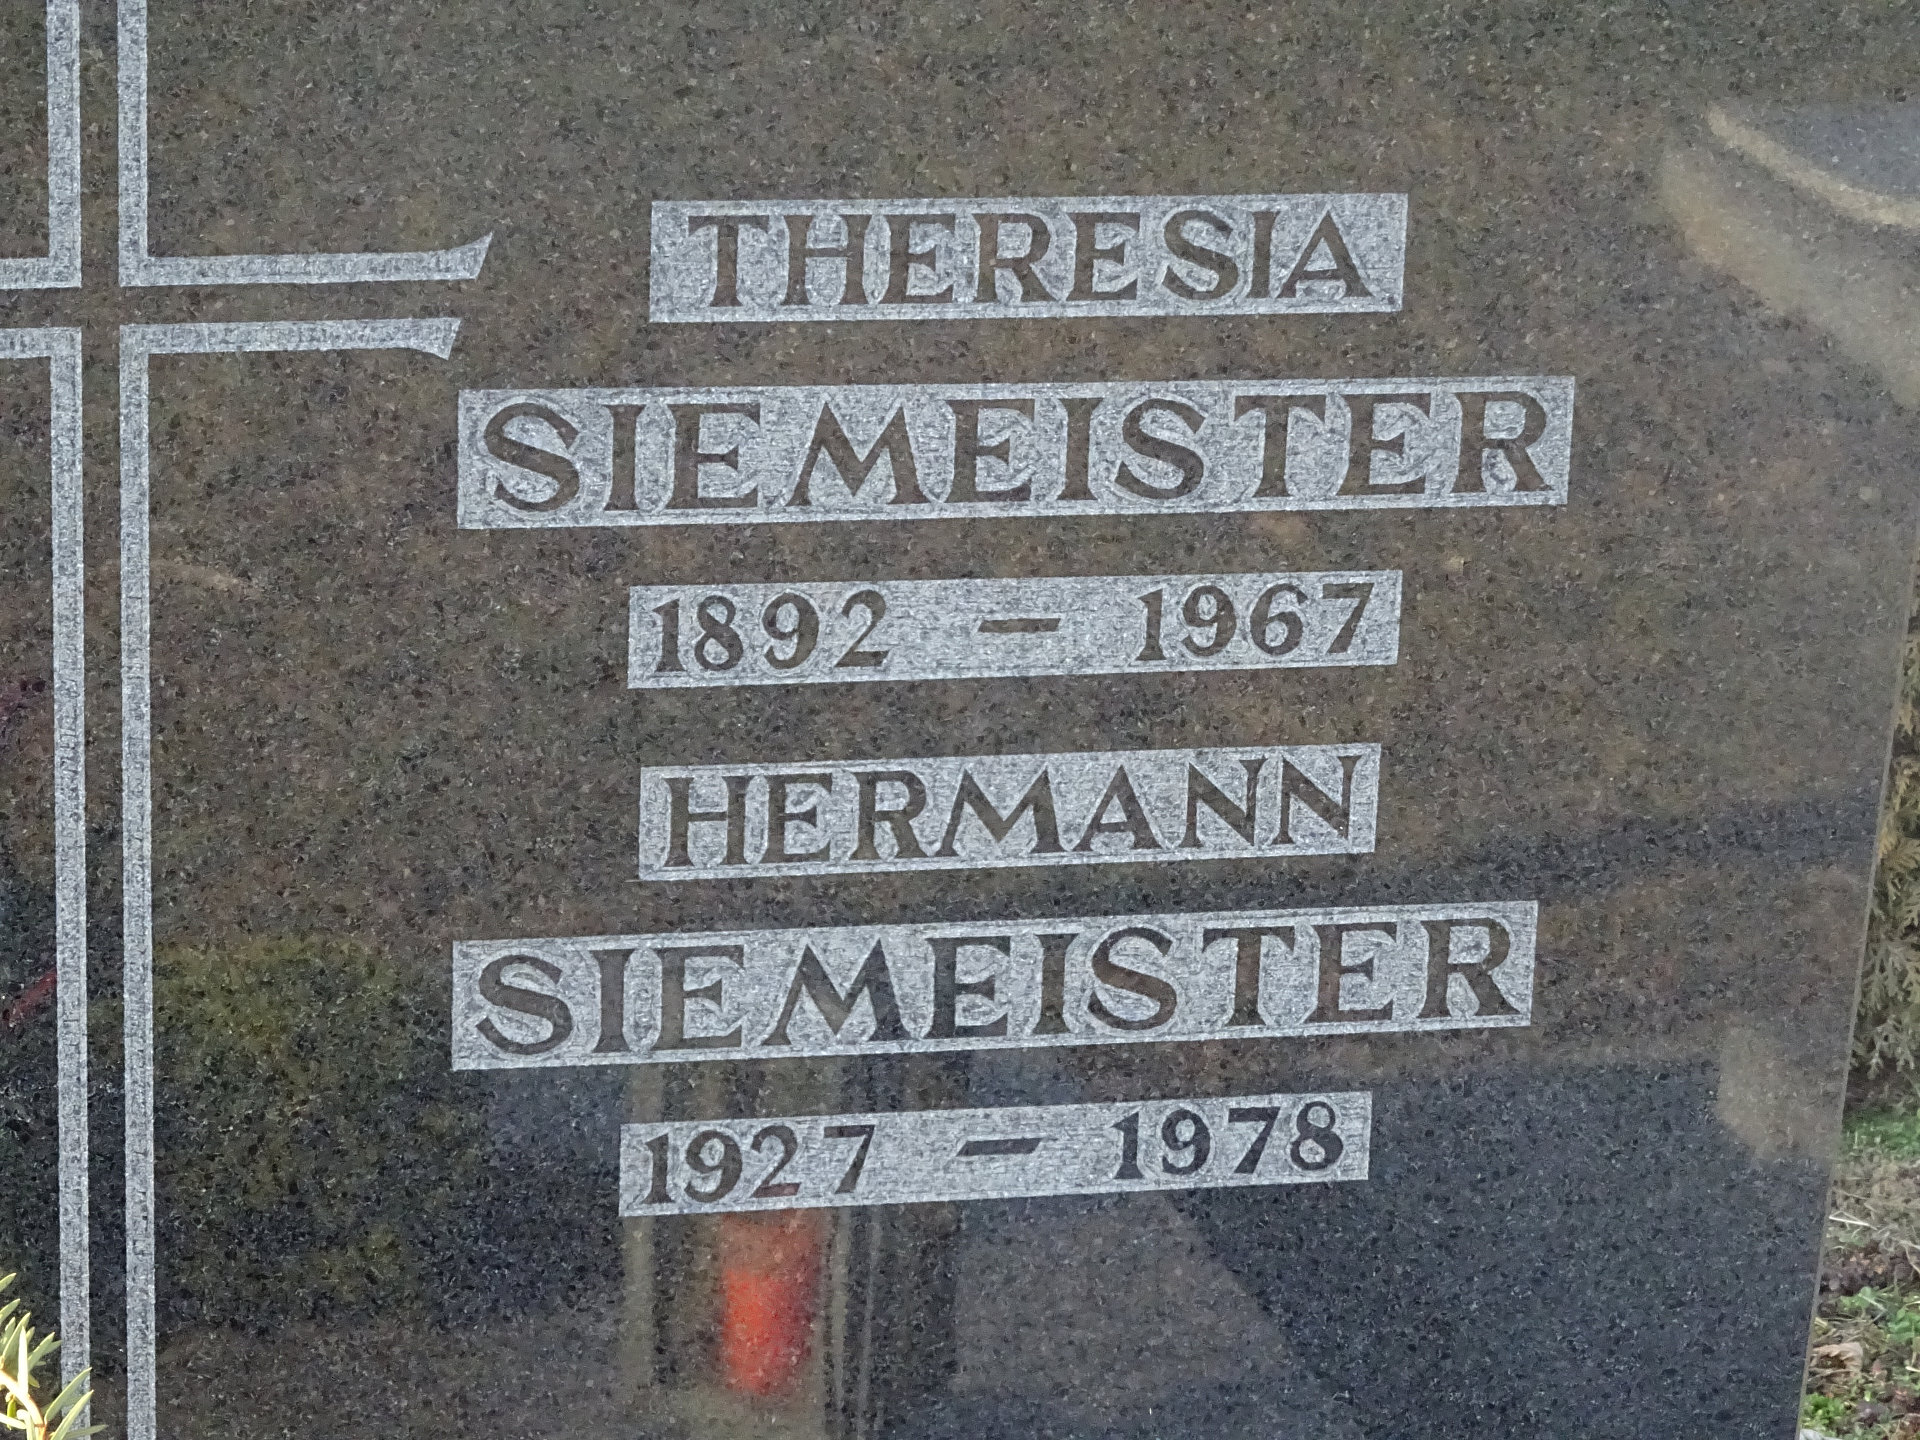 THERESIA
SIEMEISTER
1892 – 1967
HERMANN
SIEMEISTER
1927 – 1978